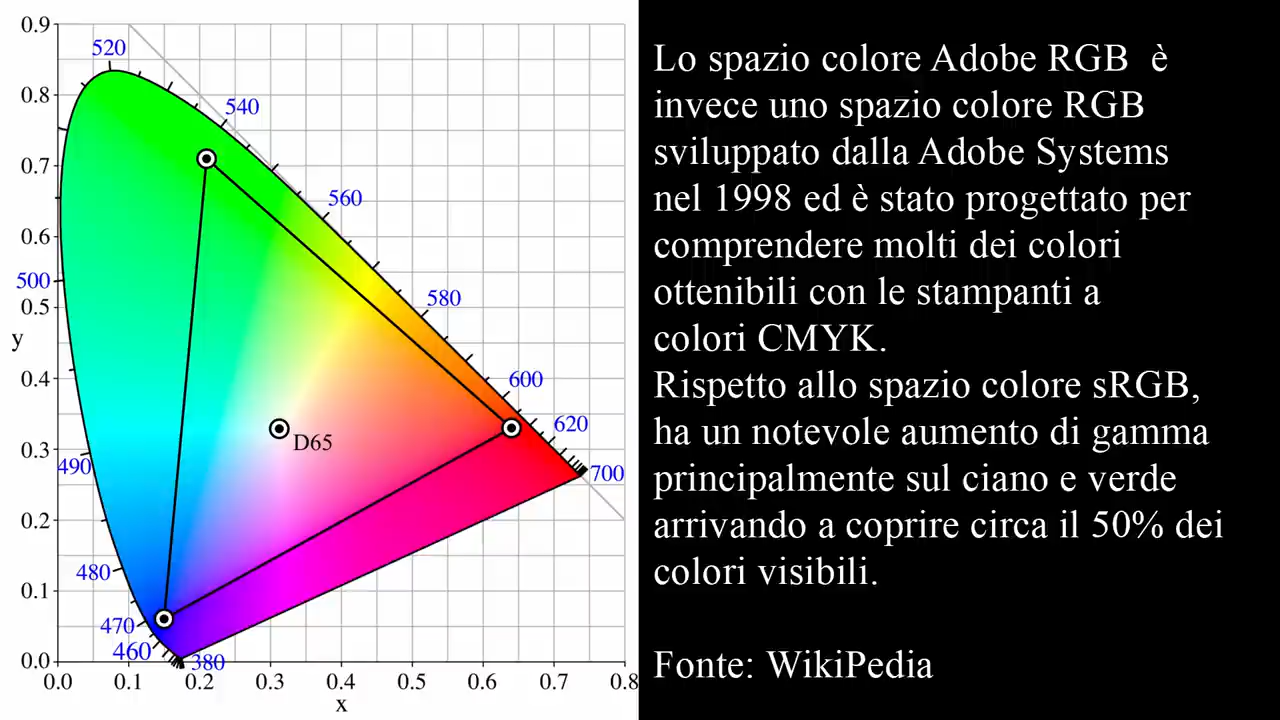 0.9
520
540
0.8
0.7
560
0.6
500
0.5
580
y
0.4
600
620
D65
0.3
490
700
0.2
480
0.1
470
460
0.0
380
0.0 0.1 0.2 0.3 0.4 0.5 0.6 0.7 0.8
x
Lo spazio colore Adobe RGB è
invece uno spazio colore RGB
sviluppato dalla Adobe Systems
nel 1998 ed è stato progettato per
comprendere molti dei colori
ottenibili con le stampanti a
colori CMYK.
Rispetto allo spazio colore sRGB,
ha un notevole aumento di gamma
principalmente sul ciano e verde
arrivando a coprire circa il 50% dei
colori visibili.
Fonte: WikiPedia